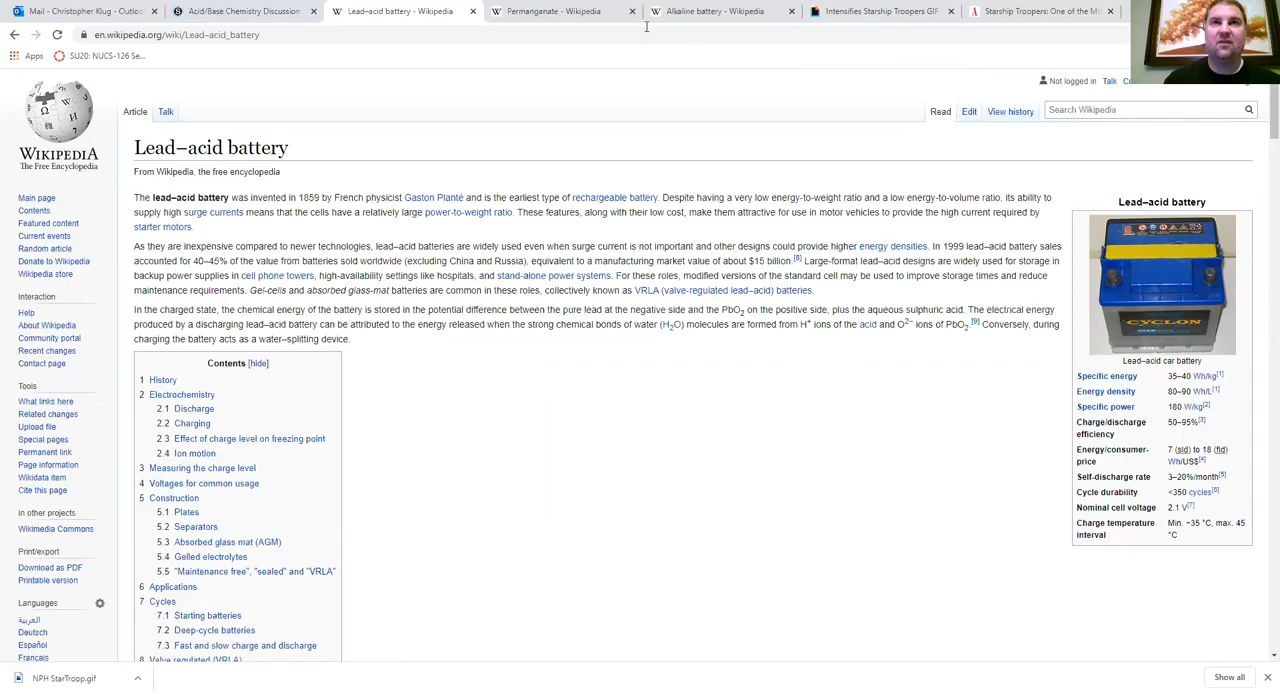 Mail - Christopher Klug - Outlook
Acid/Base Chemistry Discussion
Lead–acid battery - Wikipedia
Permanganate - Wikipedia
Alkaline battery - Wikipedia
Intensifies Starship Troopers GIF
Starship Troopers: One of the Mo
en.wikipedia.org/wiki/Lead–acid_battery
Apps
SU20: NUCS-126 Se...
Not logged in Talk
Article Talk
Read Edit View history
Search Wikipedia
WIKIPEDIA
The Free Encyclopedia
Main page
Contents
Featured content
Current events
Random article
Donate to Wikipedia
Wikipedia store
Interaction
Help
About Wikipedia
Community portal
Recent changes
Contact page
Tools
What links here
Related changes
Upload file
Special pages
Permanent link
Page information
Wikidata item
Cite this page
In other projects
Wikimedia Commons
Print/export
Download as PDF
Printable version
Languages
العربية
Deutsch
Español
Français
Lead–acid battery
From Wikipedia, the free encyclopedia
The lead–acid battery was invented in 1859 by French physicist Gaston Planté and is the earliest type of rechargeable battery. Despite having a very low energy-to-weight ratio and a low energy-to-volume ratio, its ability to
supply high surge currents means that the cells have a relatively large power-to-weight ratio. These features, along with their low cost, make them attractive for use in motor vehicles to provide the high current required by
starter motors.
As they are inexpensive compared to newer technologies, lead–acid batteries are widely used even when surge current is not important and other designs could provide higher energy densities. In 1999 lead–acid battery sales
accounted for 40–45% of the value from batteries sold worldwide (excluding China and Russia), equivalent to a manufacturing market value of about $15 billion.[8] Large-format lead–acid designs are widely used for storage in
backup power supplies in cell phone towers, high-availability settings like hospitals, and stand-alone power systems. For these roles, modified versions of the standard cell may be used to improve storage times and reduce
maintenance requirements. Gel-cells and absorbed glass-mat batteries are common in these roles, collectively known as VRLA (valve-regulated lead–acid) batteries.
In the charged state, the chemical energy of the battery is stored in the potential difference between the pure lead at the negative side and the PbO2 on the positive side, plus the aqueous sulphuric acid. The electrical energy
produced by a discharging lead–acid battery can be attributed to the energy released when the strong chemical bonds of water (H2O) molecules are formed from H+ ions of the acid and O2− ions of PbO2.[9] Conversely, during
charging the battery acts as a water–splitting device.
Contents [hide]
1 History
2 Electrochemistry
2.1 Discharge
2.2 Charging
2.3 Effect of charge level on freezing point
2.4 Ion motion
3 Measuring the charge level
4 Voltages for common usage
5 Construction
5.1 Plates
5.2 Separators
5.3 Absorbed glass mat (AGM)
5.4 Gelled electrolytes
5.5 "Maintenance free", "sealed" and "VRLA"
6 Applications
7 Cycles
7.1 Starting batteries
7.2 Deep-cycle batteries
7.3 Fast and slow charge and discharge
8 Valve regulated (VRLA)
Lead–acid battery
CYCLON
Lead–acid car battery
Specific energy 35–40 Wh/kg[1]
Energy density 80–90 Wh/L[1]
Specific power 180 W/kg[2]
Charge/discharge 50–95%[3]
efficiency
Energy/consumer- 7 (sld) to 18 (fld)
price Wh/US$[4]
Self-discharge rate 3–20%/month[5]
Cycle durability <350 cycles[6]
Nominal cell voltage 2.1 V[7]
Charge temperature Min. −35 °C, max. 45
interval °C
NPH StarTroop.gif
Show all